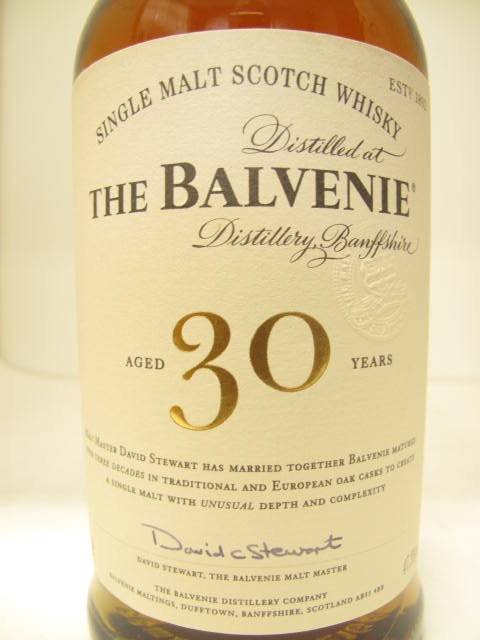 SINGLE MALT SCOTCH WHISKY
ESTD 1892
Distilled at
THE BALVENIE®
Distillery, Banffshire
AGED 30 YEARS
MALT MASTER DAVID STEWART HAS MARRIED TOGETHER BALVENIE MATURED
OVER THREE DECADES IN TRADITIONAL AND EUROPEAN OAK CASKS TO CREATE
A SINGLE MALT WITH UNUSUAL DEPTH AND COMPLEXITY
David C Stewart
DAVID STEWART, THE BALVENIE MALT MASTER
THE BALVENIE DISTILLERY COMPANY
BALVENIE MALTINGS, DUFFTOWN, BANFFSHIRE, SCOTLAND AB55 4BB